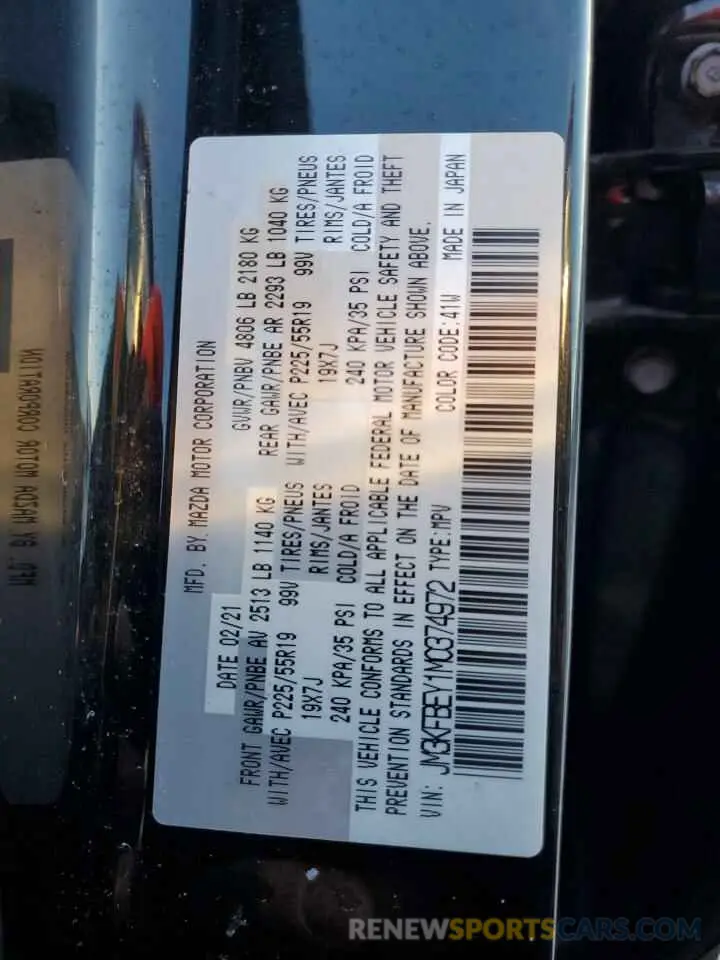 MFD. BY MAZDA MOTOR CORPORATION
DATE 02/21 GVWR/PNBV 4806 LB 2180 KG
FRONT GAWR/PNBE AV 2513 LB 1140 KG REAR GAWR/PNBE AR 2293 LB 1040 KG
WITH/AVEC P225/55R19 99V TIRES/PNEUS WITH/AVEC P225/55R19 99V TIRES/PNEUS
19X7J RIMS/JANTES 19X7J RIMS/JANTES
240 KPA/35 PSI COLD/A FROID 240 KPA/35 PSI COLD/A FROID
THIS VEHICLE CONFORMS TO ALL APPLICABLE FEDERAL MOTOR VEHICLE SAFETY AND THEFT
PREVENTION STANDARDS IN EFFECT ON THE DATE OF MANUFACTURE SHOWN ABOVE.
VIN: JM3KFBEY1M0374972 TYPE:MPV COLOR CODE:41W MADE IN JAPAN
MFD. BY MAZDA MOTOR CORPORATION
RENEWSPORTSCARS.COM